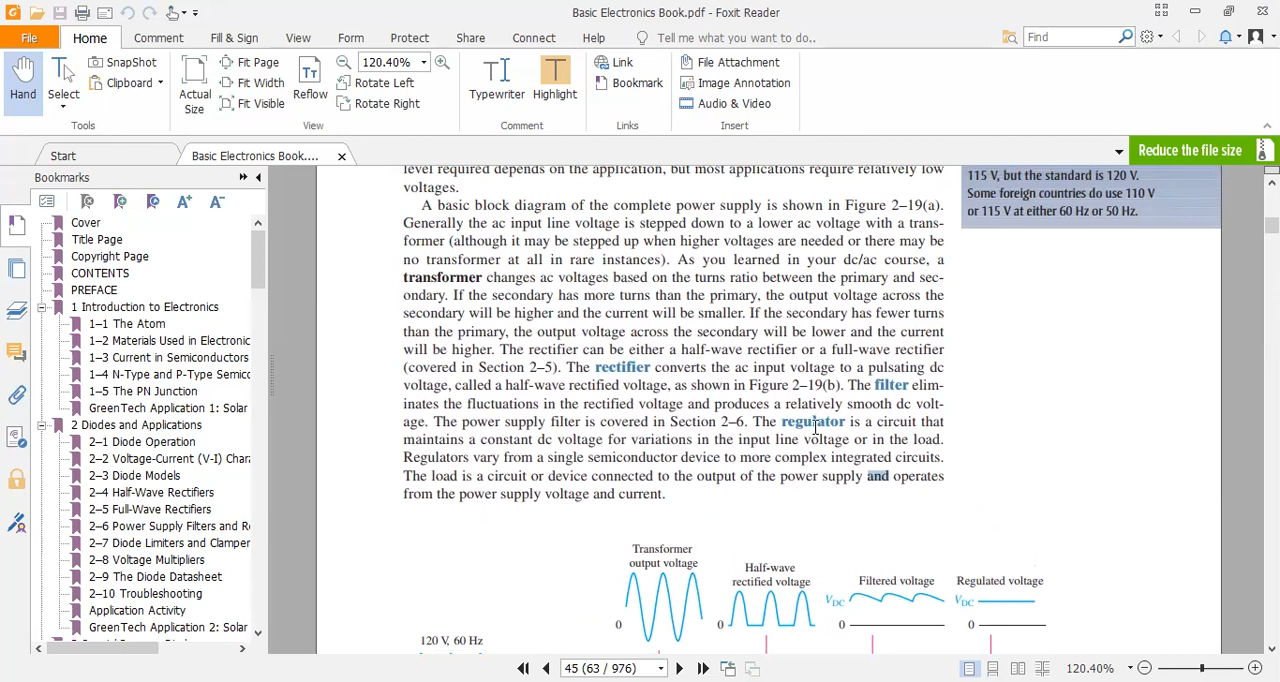 Basic Electronics Book.pdf - Foxit Reader
File Home Comment Fill & Sign View Form Protect Share Connect Help Tell me what you want to do.. Find
Hand Select SnapShot Clipboard Actual Size Fit Page Fit Width Fit Visible Reflow 120.40% Rotate Left Rotate Right Typewriter Highlight Link Bookmark File Attachment Image Annotation Audio & Video
Tools View Comment Links Insert
Start Basic Electronics Book.... Reduce the file size
Bookmarks
Cover
Title Page
Copyright Page
CONTENTS
PREFACE
1 Introduction to Electronics
1–1 The Atom
1–2 Materials Used in Electronic
1–3 Current in Semiconductors
1–4 N-Type and P-Type Semico
1–5 The PN Junction
GreenTech Application 1: Solar
2 Diodes and Applications
2–1 Diode Operation
2–2 Voltage-Current (V-I) Chara
2–3 Diode Models
2–4 Half-Wave Rectifiers
2–5 Full-Wave Rectifiers
2–6 Power Supply Filters and Re
2–7 Diode Limiters and Clamper
2–8 Voltage Multipliers
2–9 The Diode Datasheet
2–10 Troubleshooting
Application Activity
GreenTech Application 2: Solar
level required depends on the application, but most applications require relatively low
voltages.
A basic block diagram of the complete power supply is shown in Figure 2–19(a).
Generally the ac input line voltage is stepped down to a lower ac voltage with a trans-
former (although it may be stepped up when higher voltages are needed or there may be
no transformer at all in rare instances). As you learned in your dc/ac course, a
transformer changes ac voltages based on the turns ratio between the primary and sec-
ondary. If the secondary has more turns than the primary, the output voltage across the
secondary will be higher and the current will be smaller. If the secondary has fewer turns
than the primary, the output voltage across the secondary will be lower and the current
will be higher. The rectifier can be either a half-wave rectifier or a full-wave rectifier
(covered in Section 2–5). The rectifier converts the ac input voltage to a pulsating dc
voltage, called a half-wave rectified voltage, as shown in Figure 2–19(b). The filter elim-
inates the fluctuations in the rectified voltage and produces a relatively smooth dc volt-
age. The power supply filter is covered in Section 2–6. The regulator is a circuit that
maintains a constant dc voltage for variations in the input line voltage or in the load.
Regulators vary from a single semiconductor device to more complex integrated circuits.
The load is a circuit or device connected to the output of the power supply and operates
from the power supply voltage and current.
115 V, but the standard is 120 V.
Some foreign countries do use 110 V
or 115 V at either 60 Hz or 50 Hz.
Transformer
output voltage
Half-wave
rectified voltage
Filtered voltage
Regulated voltage
VDC
VDC
0 0 0 0
120 V, 60 Hz
45 (63 / 976) 120.40%